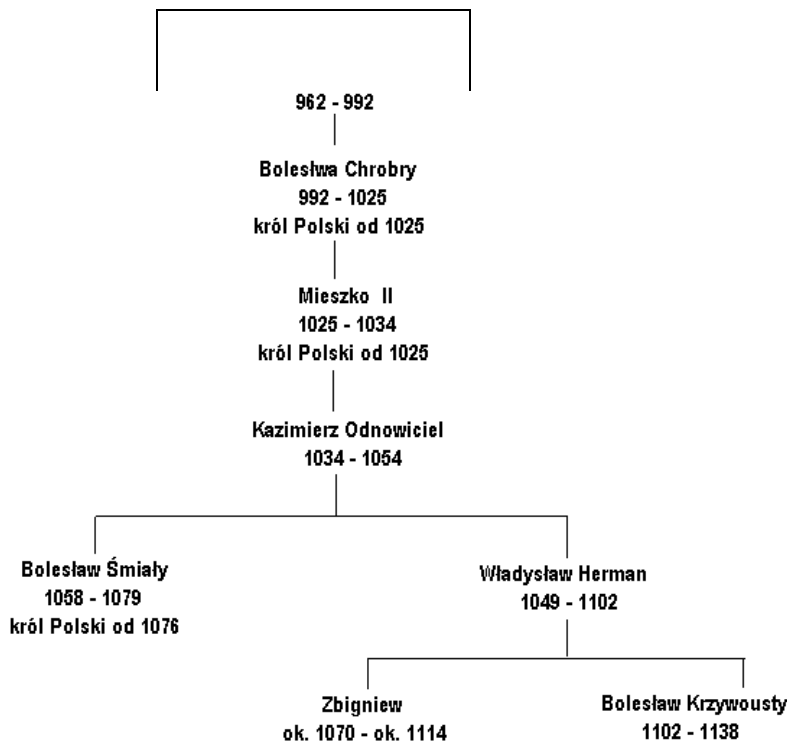 962 - 992
Bolesłwa Chrobry
992 - 1025
król Polski od 1025
Mieszko II
1025 - 1034
król Polski od 1025
Kazimierz Odnowiciel
1034 - 1054
Bolesław Śmiały
1058 - 1079
król Polski od 1076
Władysław Herman
1049 - 1102
Zbigniew
ok. 1070 - ok. 1114
Bolesław Krzywousty
1102 - 1138